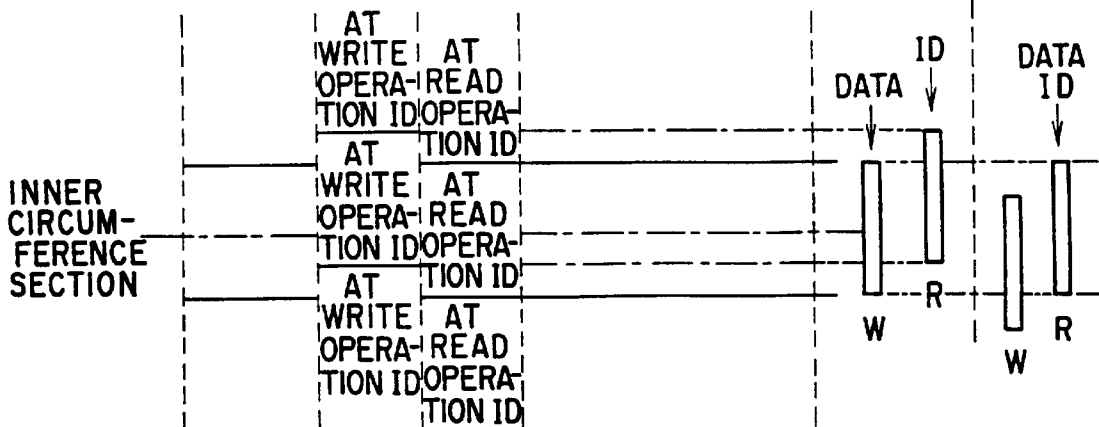 INNER
CIRCUM-
FERENCE
SECTION
AT
WRITE
OPERA-
TION ID
AT
WRITE
OPERA-
TION ID
AT
WRITE
OPERA-
TION ID
AT
READ
OPERA-
TION ID
AT
READ
OPERA-
TION ID
AT
READ
OPERA-
TION ID
DATA
ID
W
R
DATA
ID
W
R